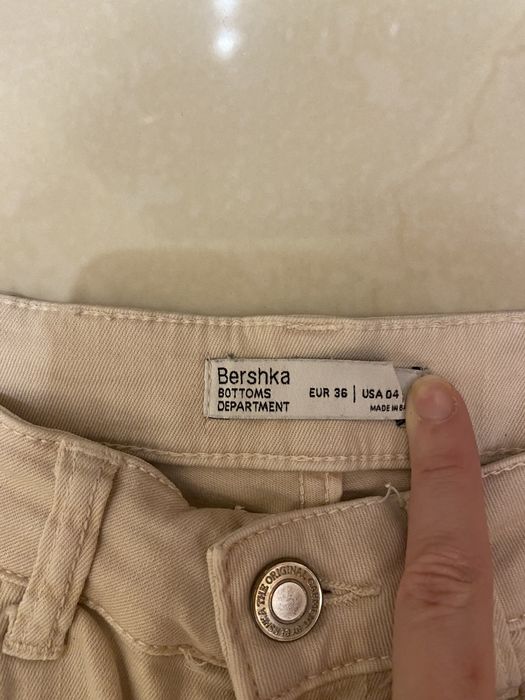 Bershka
BOTTOMS
DEPARTMENT
EUR 36 | USA 04
MADE IN
THE ORIGINAL